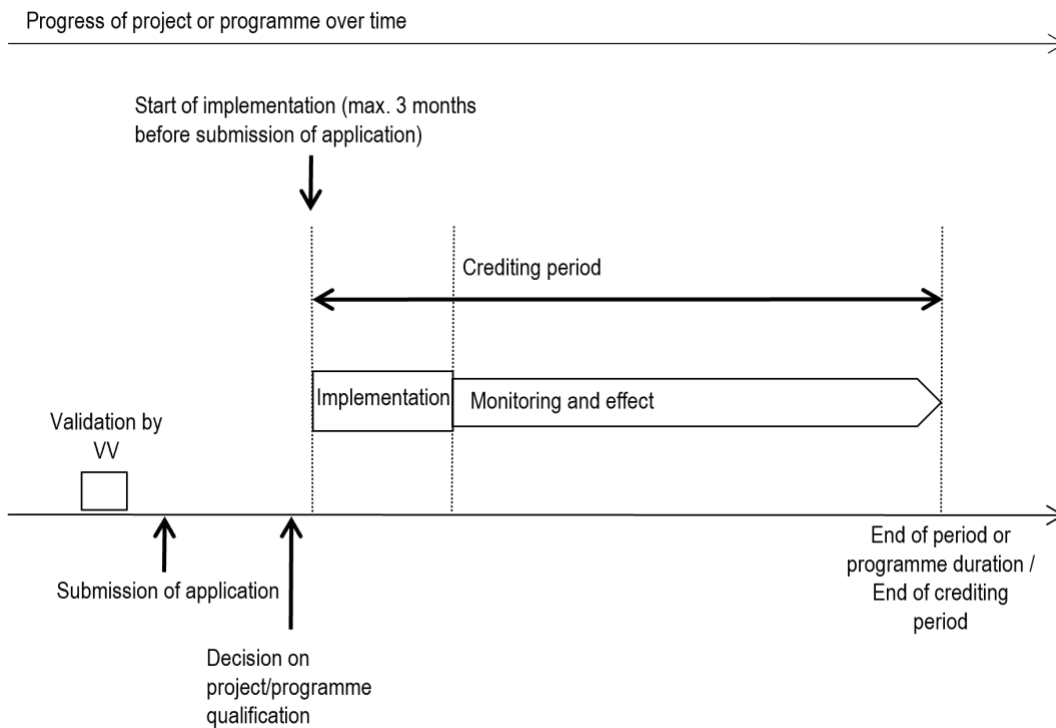 Progress of project or programme over time
Start of implementation (max. 3 months
before submission of application)
Crediting period
Implementation
Monitoring and effect
Validation by
VV
Submission of application
Decision on
project/programme
qualification
End of period or
programme duration /
End of crediting
period